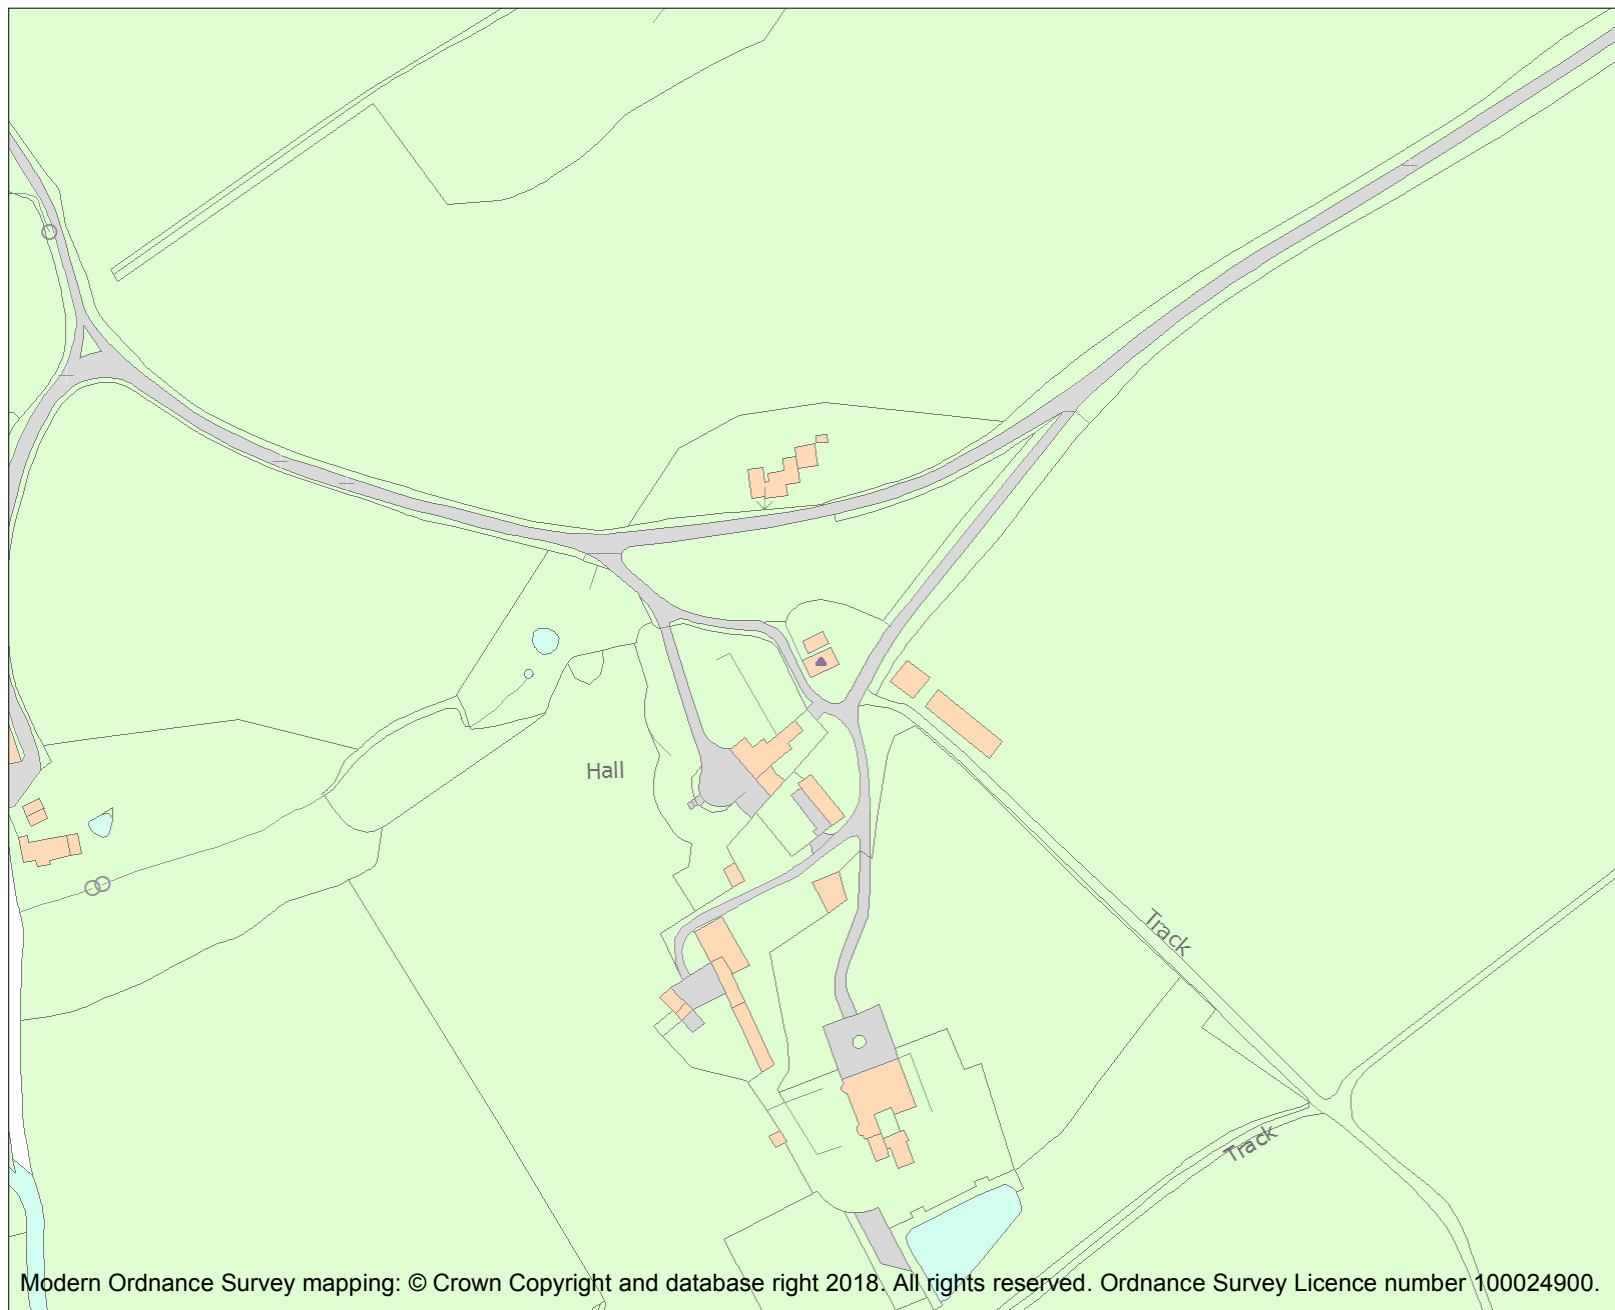 Hall
Track
Track
Modern Ordnance Survey mapping: © Crown Copyright and database right 2018. All rights reserved. Ordnance Survey Licence number 100024900.